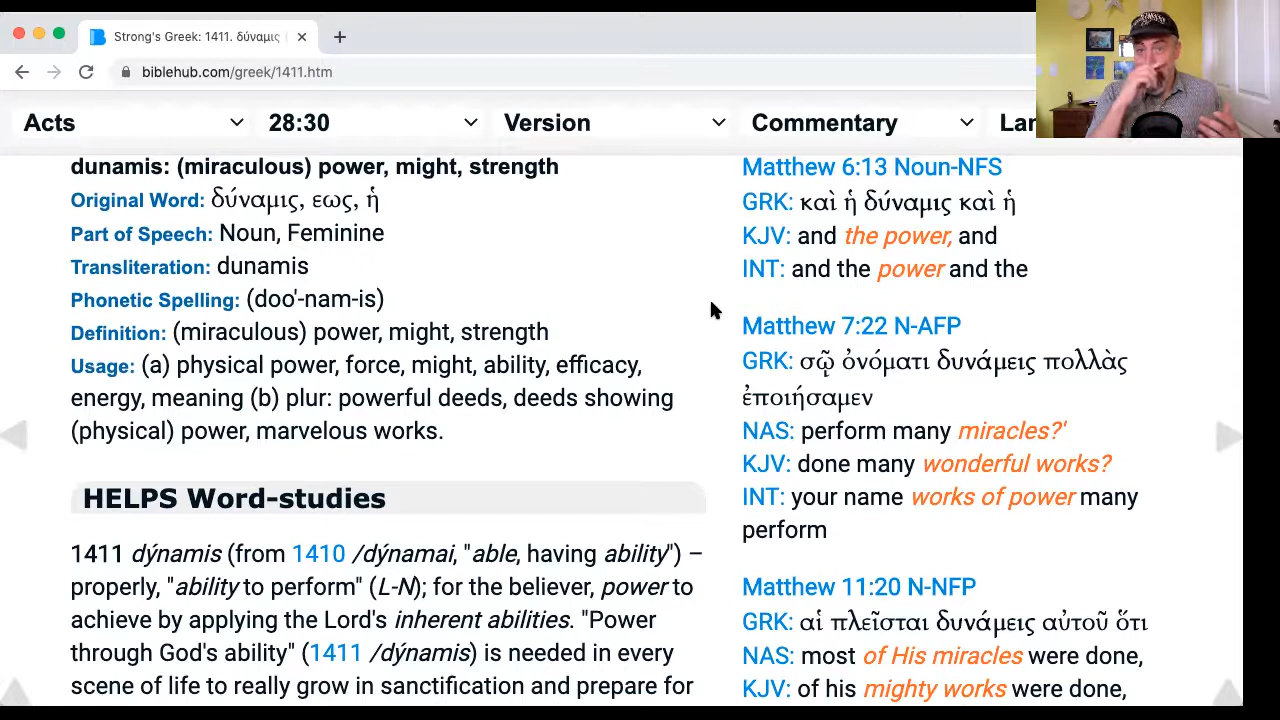 Strong's Greek: 1411. δύναμις (
biblehub.com/greek/1411.htm
Acts
28:30
Version
Commentary
Lan
dunamis: (miraculous) power, might, strength
Original Word: δύναμις, εως, ἡ
Part of Speech: Noun, Feminine
Transliteration: dunamis
Phonetic Spelling: (doo'-nam-is)
Definition: (miraculous) power, might, strength
Usage: (a) physical power, force, might, ability, efficacy,
energy, meaning (b) plur: powerful deeds, deeds showing
(physical) power, marvelous works.
HELPS Word-studies
1411 dýnamis (from 1410 /dýnamai, "able, having ability") –
properly, "ability to perform" (L-N); for the believer, power to
achieve by applying the Lord's inherent abilities. "Power
through God's ability" (1411 /dýnamis) is needed in every
scene of life to really grow in sanctification and prepare for
Matthew 6:13 Noun-NFS
GRK: καὶ ἡ δύναμις καὶ ἡ
KJV: and the power, and
INT: and the power and the
Matthew 7:22 N-AFP
GRK: σῷ ὀνόματι δυνάμεις πολλὰς
ἐποιήσαμεν
NAS: perform many miracles?'
KJV: done many wonderful works?
INT: your name works of power many
perform
Matthew 11:20 N-NFP
GRK: αἱ πλεῖσται δυνάμεις αὐτοῦ ὅτι
NAS: most of His miracles were done,
KJV: of his mighty works were done,